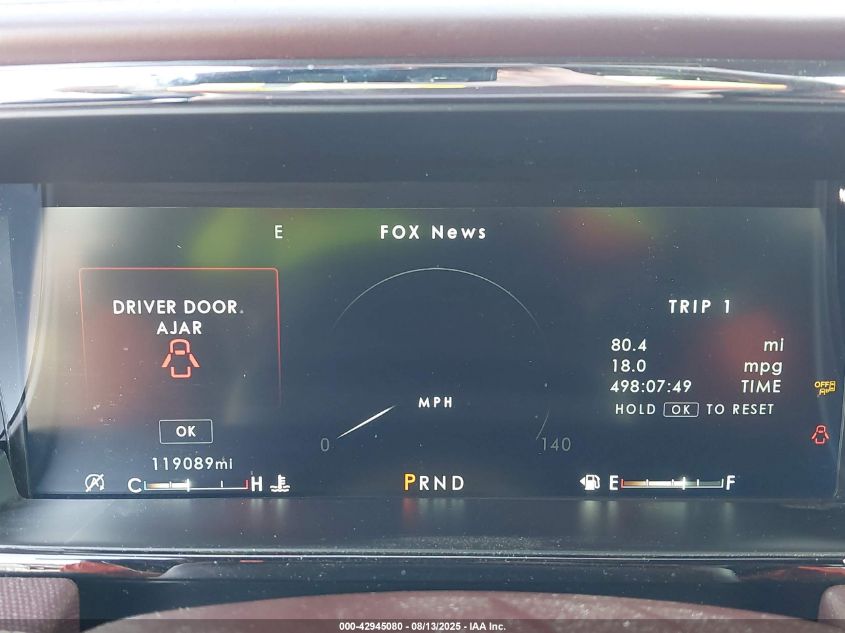 E FOX News
DRIVER DOOR
AJAR
OK
119089mi
C H
MPH
0 140
PRND
TRIP 1
80.4 mi
18.0 mpg
498:07:49 TIME
HOLD OK TO RESET
E F
OFF
000-42945080 - 08/13/2025 - IAA Inc.